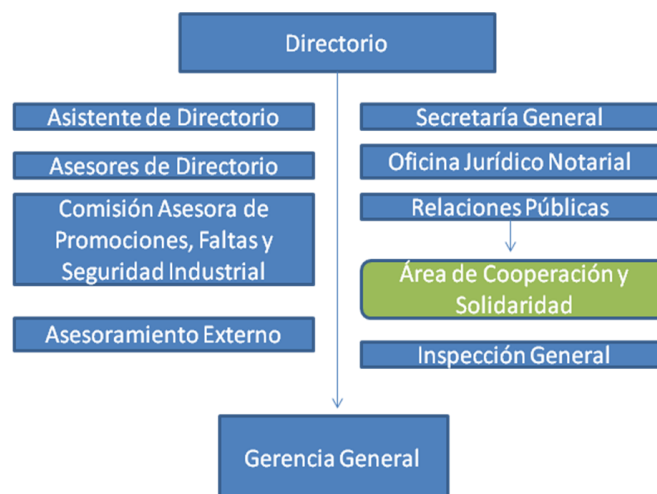 Directorio
Asistente de Directorio
Asesores de Directorio
Comisión Asesora de
Promociones, Faltas y
Seguridad Industrial
Asesoramiento Externo
Secretaría General
Oficina Jurídico Notarial
Relaciones Públicas
Área de Cooperación y
Solidaridad
Inspección General
Gerencia General